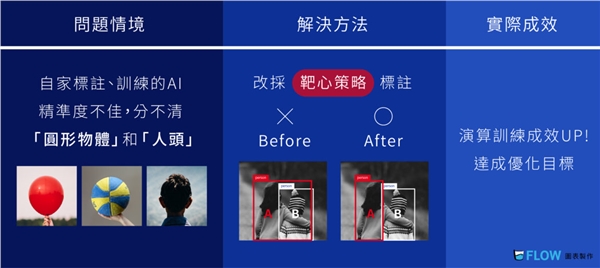 問題情境
自家標註、訓練的AI
精準度不佳,分不清
「圓形物體」和「人頭」
解決方法
改採 靶心策略 標註
Before
After
person
person
A
B
person
person
A
B
實際成效
演算訓練成效UP!
達成優化目標
FLOW 圖表製作